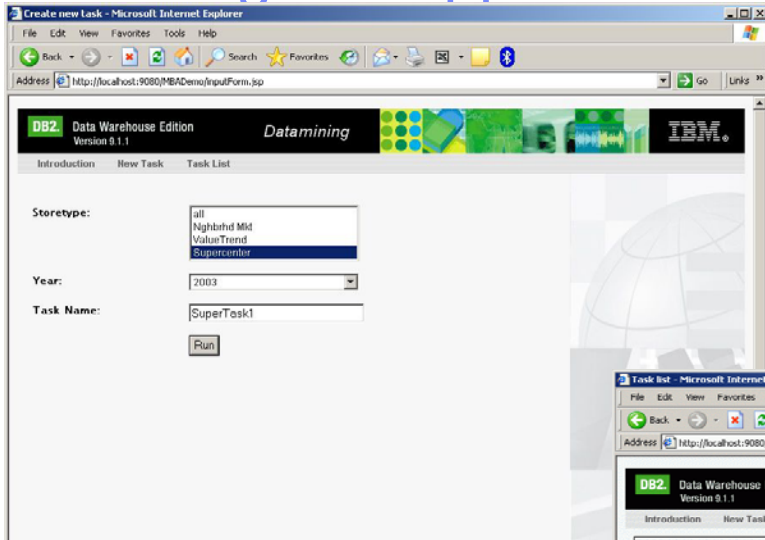 Create new task - Microsoft Internet Explorer
File Edit View Favorites Tools Help
Back Search Favorites
Address http://localhost:9080/MBADemo/inputForm.jsp Go Links »
DB2. Data Warehouse Edition Datamining IBM.
Version 9.1.1
Introduction New Task Task List
Storetype: all
Nghbrhd Mkt
ValueTrend
Supercenter
Year: 2003
Task Name: SuperTask1
Run
Task list - Microsoft Internet
File Edit View Favorites
Back
Address http://localhost:9080
DB2. Data Warehouse
Version 9.1.1
Introduction New Task